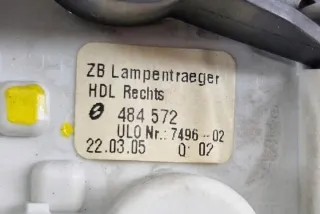 ZB Lampentraeger
HDL Rechts
484 572
ULO Nr.: 7496-02
22.03.05 0 02